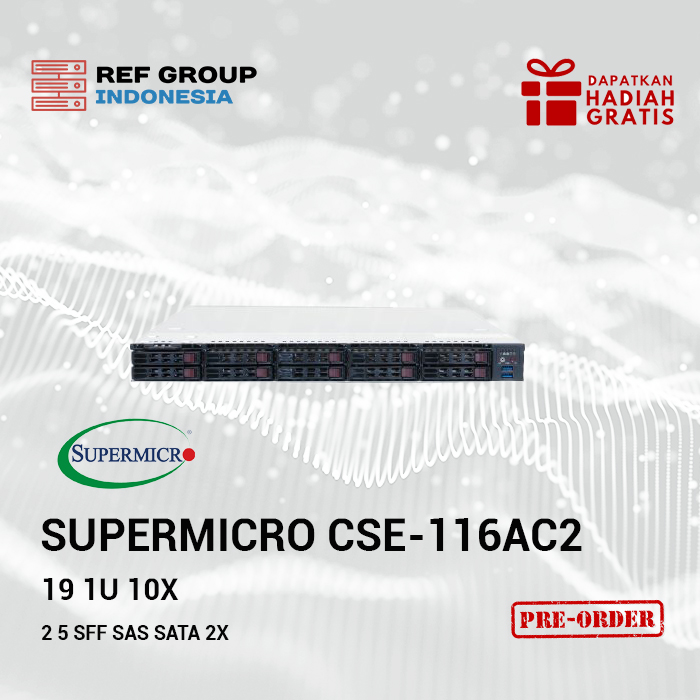 REF GROUP
INDONESIA
DAPATKAN
HADIAH
GRATIS
SUPERMICRO®
SUPERMICRO CSE-116AC2
19 1U 10X
2 5 SFF SAS SATA 2X
PRE-ORDER